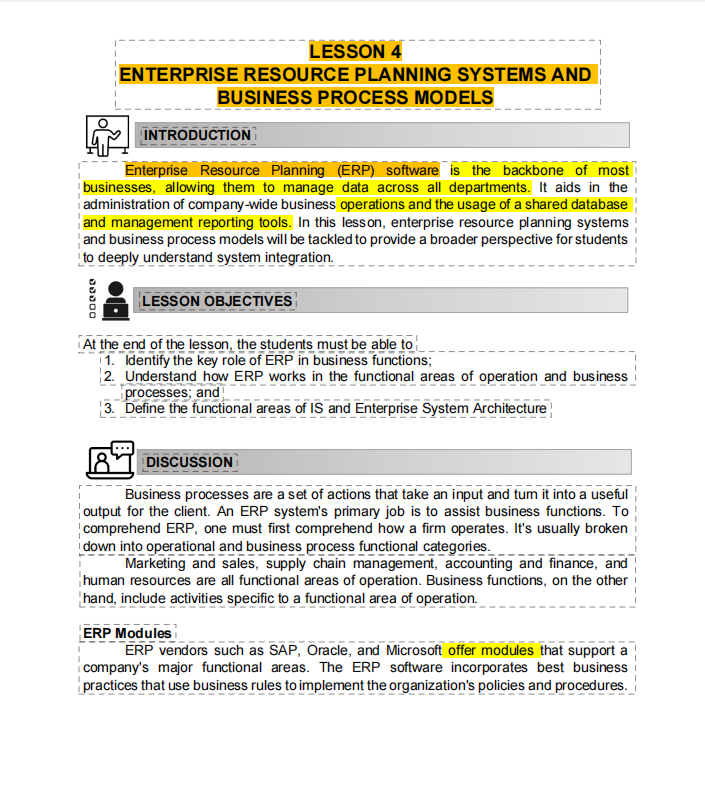 LESSON 4
ENTERPRISE RESOURCE PLANNING SYSTEMS AND
BUSINESS PROCESS MODELS
INTRODUCTION
Enterprise Resource Planning (ERP) software is the backbone of most
businesses, allowing them to manage data across all departments. It aids in the
administration of company-wide business operations and the usage of a shared database
and management reporting tools. In this lesson, enterprise resource planning systems
and business process models will be tackled to provide a broader perspective for students
to deeply understand system integration.
LESSON OBJECTIVES
At the end of the lesson, the students must be able to
1. Identify the key role of ERP in business functions;
2. Understand how ERP works in the functional areas of operation and business
processes; and
3. Define the functional areas of IS and Enterprise System Architecture
DISCUSSION
Business processes are a set of actions that take an input and turn it into a useful
output for the client. An ERP system's primary job is to assist business functions. To
comprehend ERP, one must first comprehend how a firm operates. It's usually broken
down into operational and business process functional categories.
Marketing and sales, supply chain management, accounting and finance, and
human resources are all functional areas of operation. Business functions, on the other
hand, include activities specific to a functional area of operation.
ERP Modules
ERP vendors such as SAP, Oracle, and Microsoft offer modules that support a
company's major functional areas. The ERP software incorporates best business
practices that use business rules to implement the organization's policies and procedures.